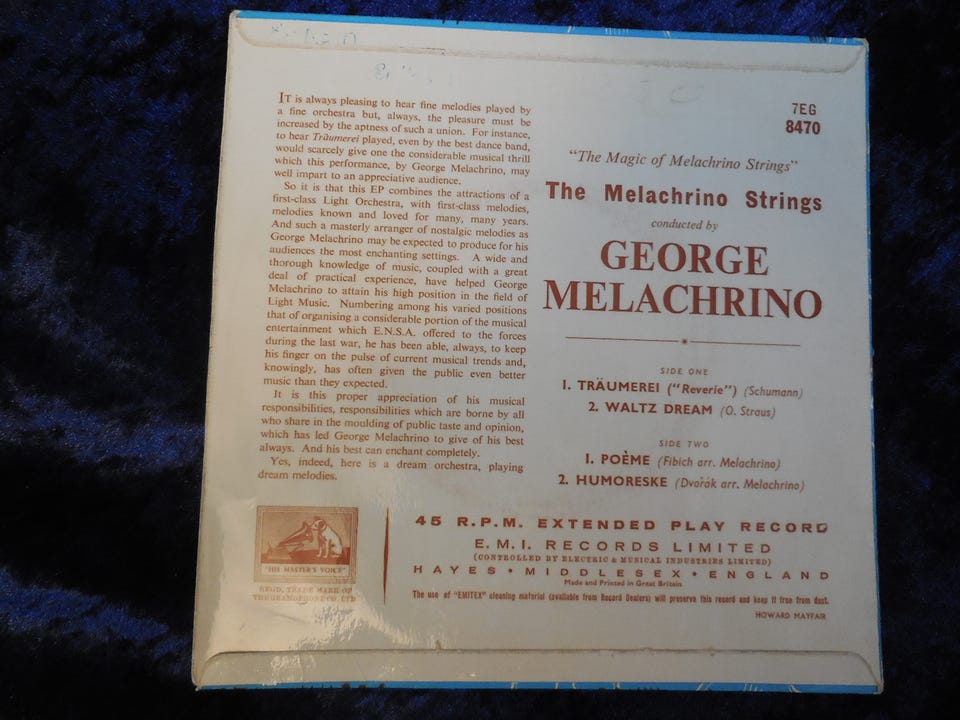 IT is always pleasing to hear fine melodies played by
a fine orchestra but, always, the pleasure must be
increased by the aptness of such a union. For instance,
to hear Träumerei played, even by the best dance band,
would scarcely give one the considerable musical thrill
which this performance, by George Melachrino, may
well impart to an appreciative audience.
So it is that this EP combines the attractions of a
first-class Light Orchestra, with first-class melodies,
melodies known and loved for many, many years.
And such a masterly arranger of nostalgic melodies as
George Melachrino may be expected to produce for his
audiences the most enchanting settings. A wide and
thorough knowledge of music, coupled with a great
deal of practical experience, have helped George
Melachrino to attain his high position in the field of
Light Music. Numbering among his varied positions
that of organising a considerable portion of the musical
entertainment which E.N.S.A. offered to the forces
during the last war, he has been able, always, to keep
his finger on the pulse of current musical trends and,
knowingly, has often given the public even better
music than they expected.
It is this proper appreciation of his musical
responsibilities, responsibilities which are borne by all
who share in the moulding of public taste and opinion,
which has led George Melachrino to give of his best
always. And his best can enchant completely.
Yes, indeed, here is a dream orchestra, playing
dream melodies.
7EG
8470
"The Magic of Melachrino Strings"
The Melachrino Strings
conducted by
GEORGE
MELACHRINO
SIDE ONE
1. TRÄUMEREI ("Reverie") (Schumann)
2. WALTZ DREAM (O. Straus)
SIDE TWO
1. POÈME (Fibich arr. Melachrino)
2. HUMORESKE (Dvořák arr. Melachrino)
"HIS MASTER'S VOICE"
REGD. TRADE MARK OF
THE GRAMOPHONE CO. LTD
45 R.P.M. EXTENDED PLAY RECORD
E.M.I. RECORDS LIMITED
(CONTROLLED BY ELECTRIC & MUSICAL INDUSTRIES LIMITED)
HAYES • MIDDLESEX • ENGLAND
Made and Printed in Great Britain
The use of "EMITEX" cleaning material (available from Record Dealers) will preserve this record and keep it free from dust.
HOWARD MAYFAIR